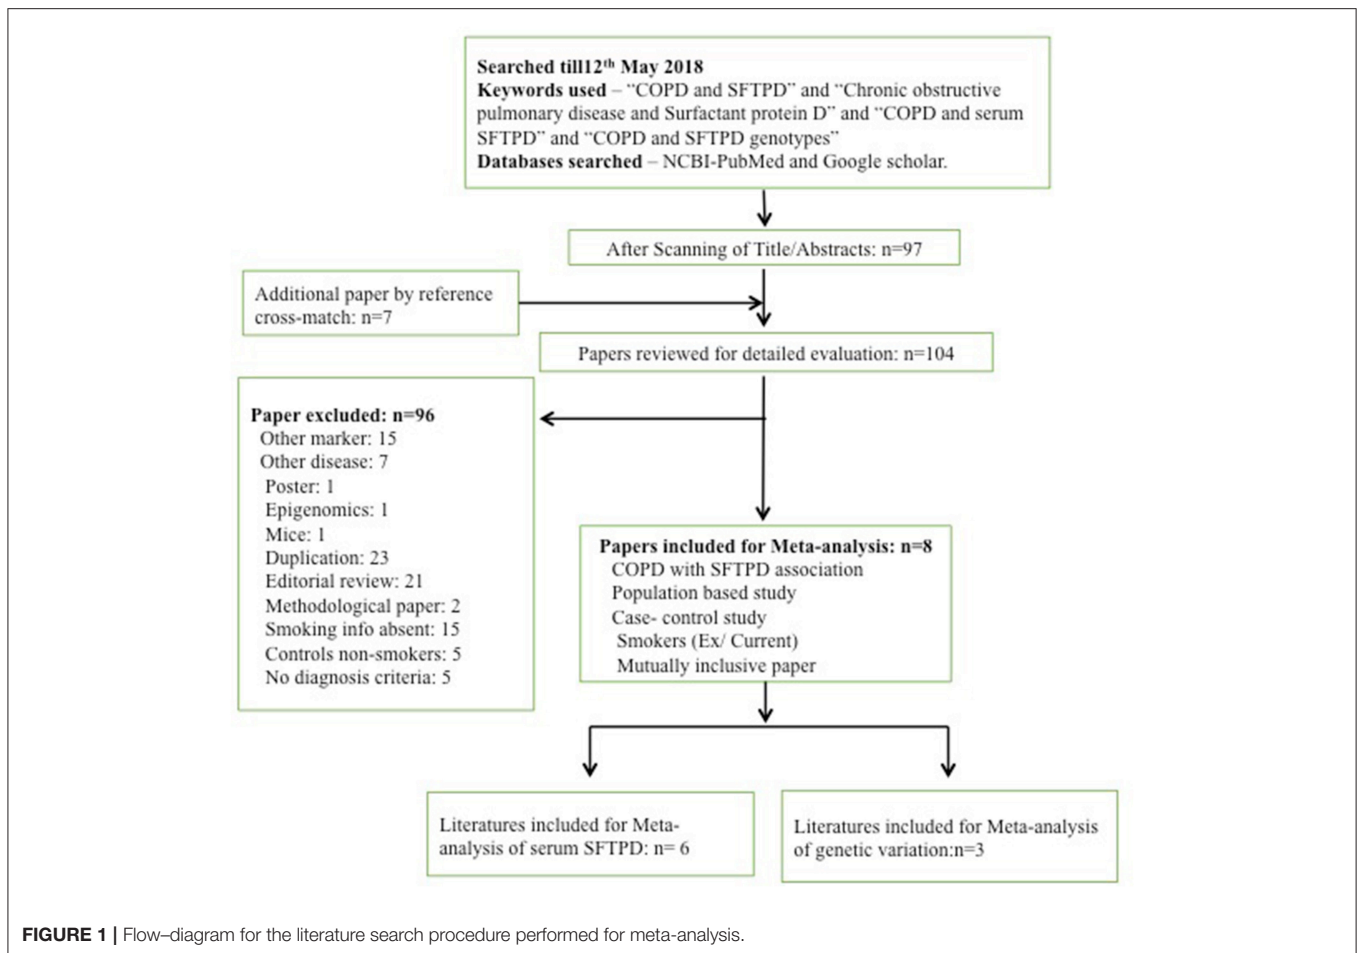 Searched till12th May 2018
Keywords used – “COPD and SFTPD” and “Chronic obstructive
pulmonary disease and Surfactant protein D” and “COPD and serum
SFTPD” and “COPD and SFTPD genotypes”
Databases searched – NCBI-PubMed and Google scholar.
After Scanning of Title/Abstracts: n=97
Additional paper by reference
cross-match: n=7
Papers reviewed for detailed evaluation: n=104
Paper excluded: n=96
Other marker: 15
Other disease: 7
Poster: 1
Epigenomics: 1
Mice: 1
Duplication: 23
Editorial review: 21
Methodological paper: 2
Smoking info absent: 15
Controls non-smokers: 5
No diagnosis criteria: 5
Papers included for Meta-analysis: n=8
COPD with SFTPD association
Population based study
Case- control study
Smokers (Ex/ Current)
Mutually inclusive paper
Literatures included for Meta-
analysis of serum SFTPD: n= 6
Literatures included for Meta-analysis
of genetic variation:n=3
FIGURE 1 | Flow–diagram for the literature search procedure performed for meta-analysis.